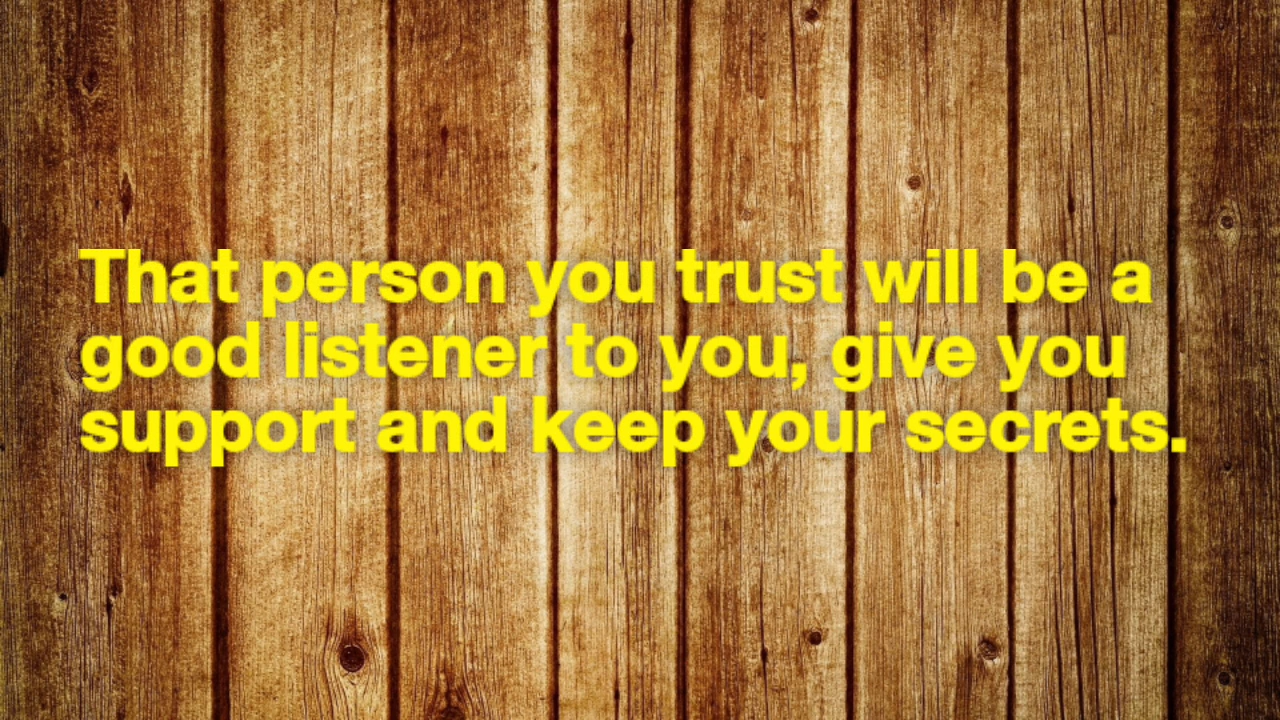 That person you trust will be a
good listener to you, give you
support and keep your secrets.